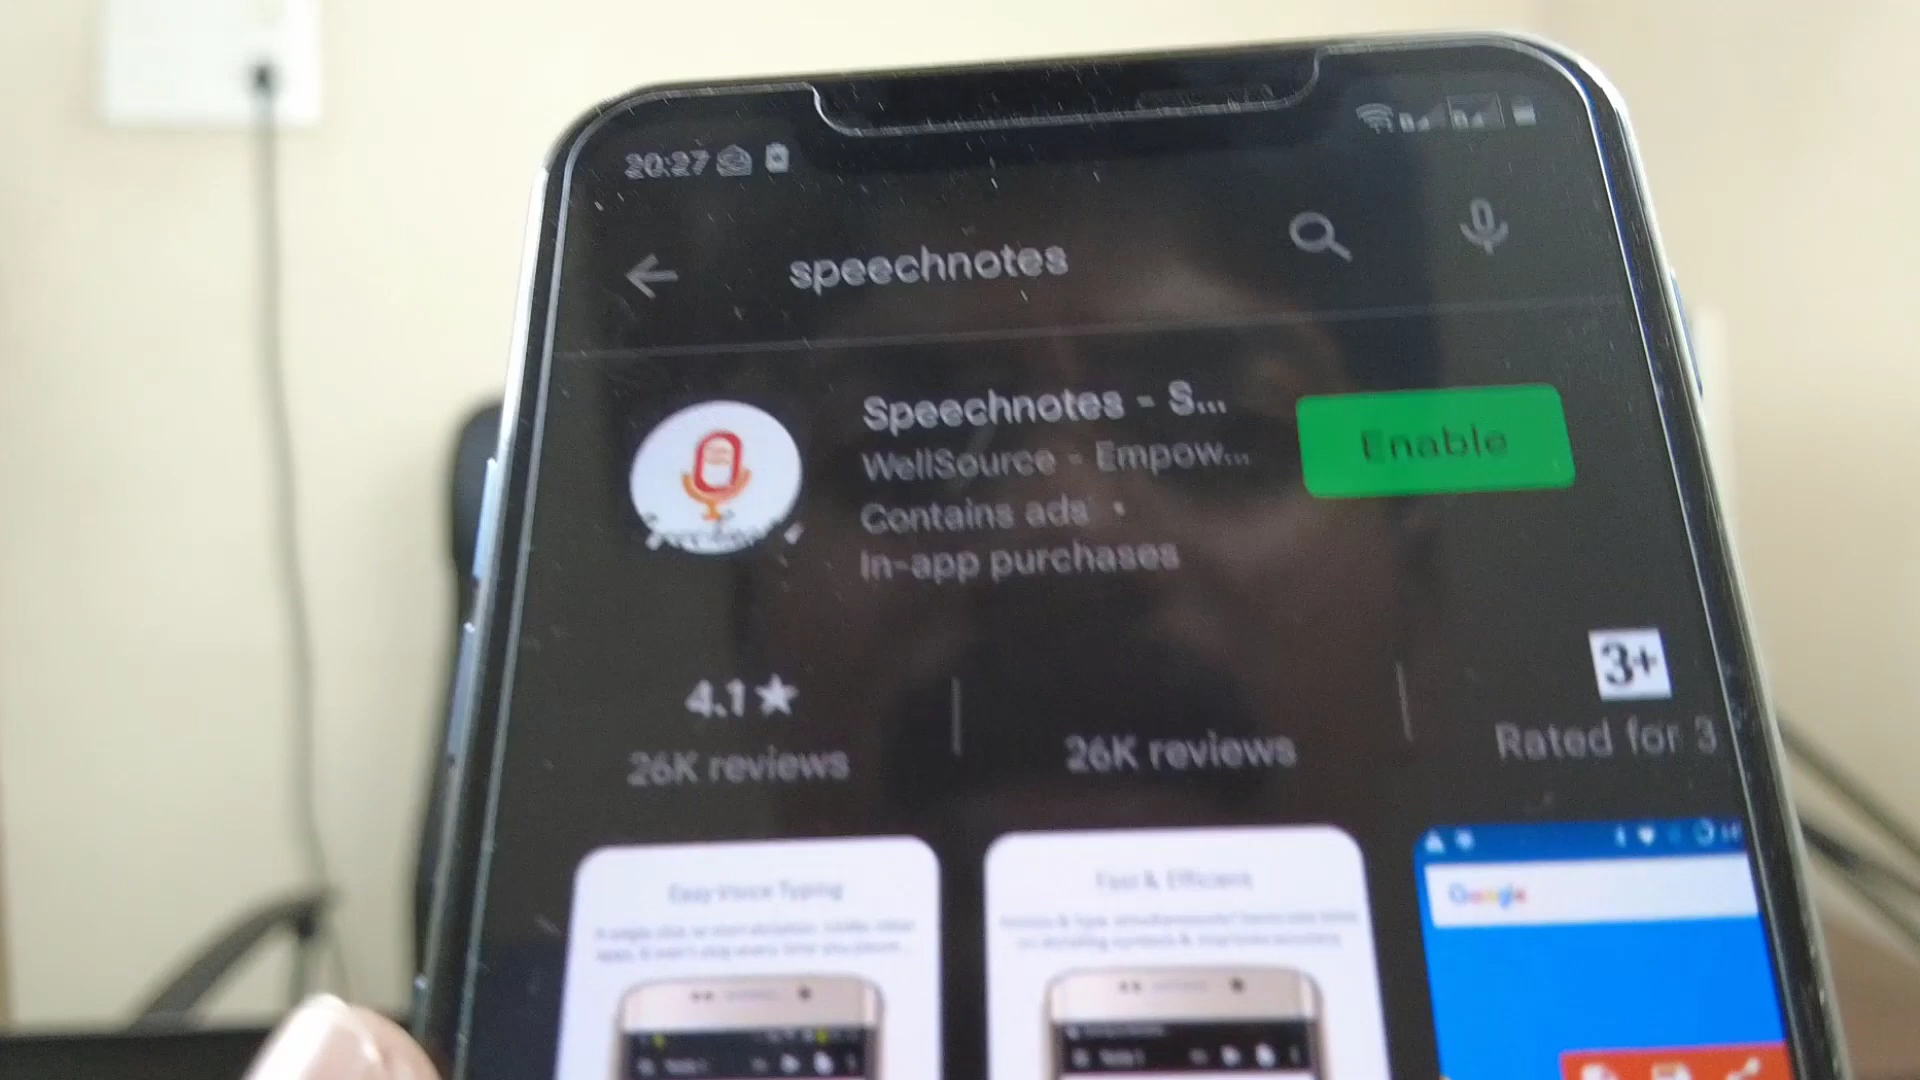 20:27
speechnotes
Speechnotes - S...
WellSource - Empow...
Contains ads •
In-app purchases
Enable
4.1★
26K reviews
26K reviews
3+
Rated for 3
Easy Voice Typing
Fast & Efficient
Google